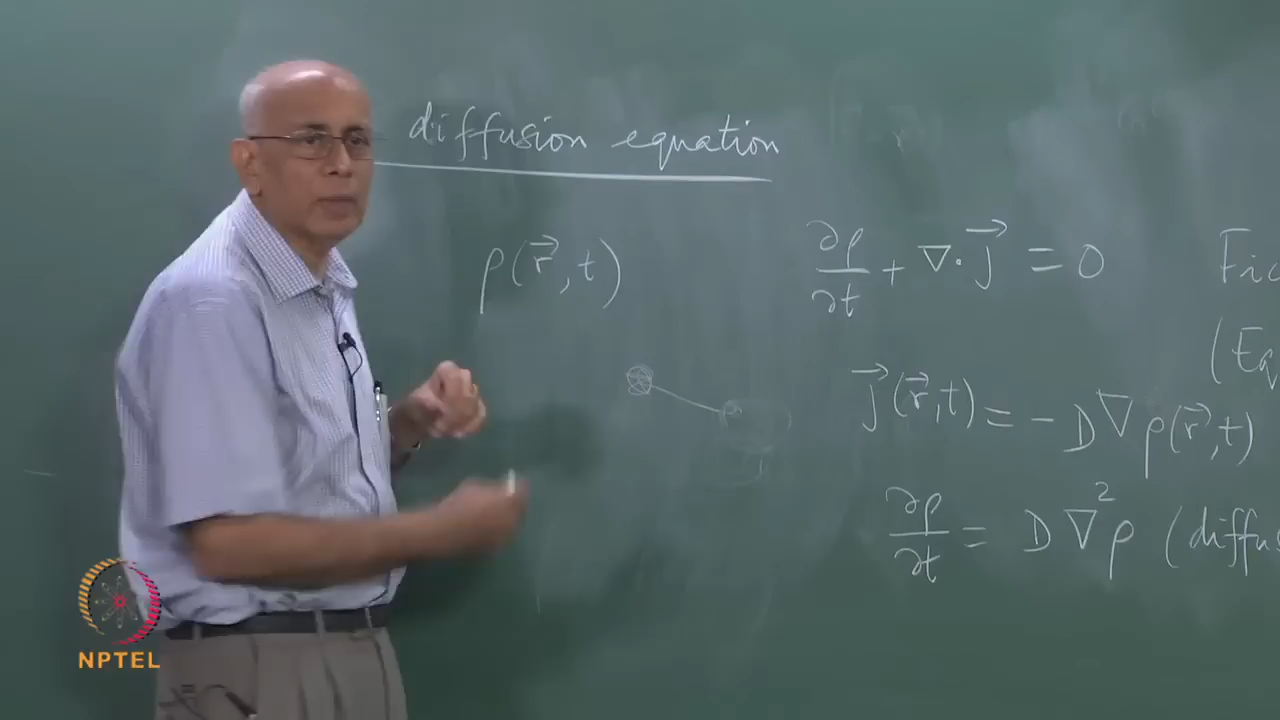 diffusion equation
ρ(r⃗, t)
∂ρ/∂t + ∇· j⃗ = 0
j⃗(r⃗,t) = - D∇ρ(r⃗,t)
∂ρ/∂t = D∇²ρ
NPTEL